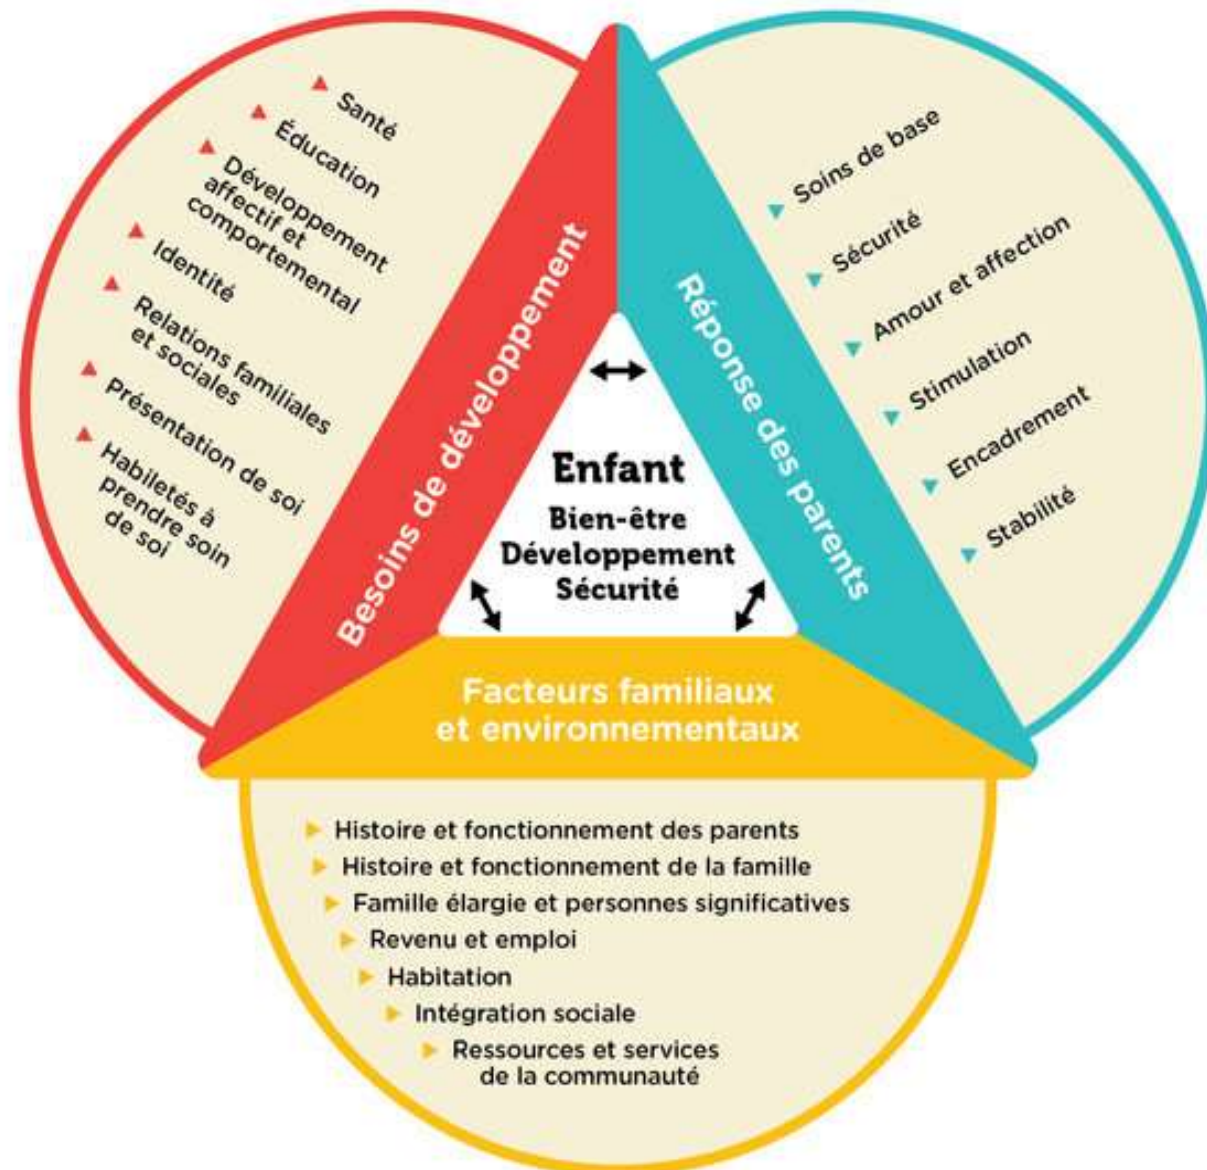 Santé
Éducation
Développement
affectif et
comportemental
Identité
Relations familiales
et sociales
Présentation de soi
Habiletés à
prendre soin
de soi
Besoins de développement
Réponse des parents
Soins de base
Sécurité
Amour et affection
Stimulation
Encadrement
Stabilité
Enfant
Bien-être
Développement
Sécurité
Facteurs familiaux
et environnementaux
Histoire et fonctionnement des parents
Histoire et fonctionnement de la famille
Famille élargie et personnes significatives
Revenu et emploi
Habitation
Intégration sociale
Ressources et services
de la communauté